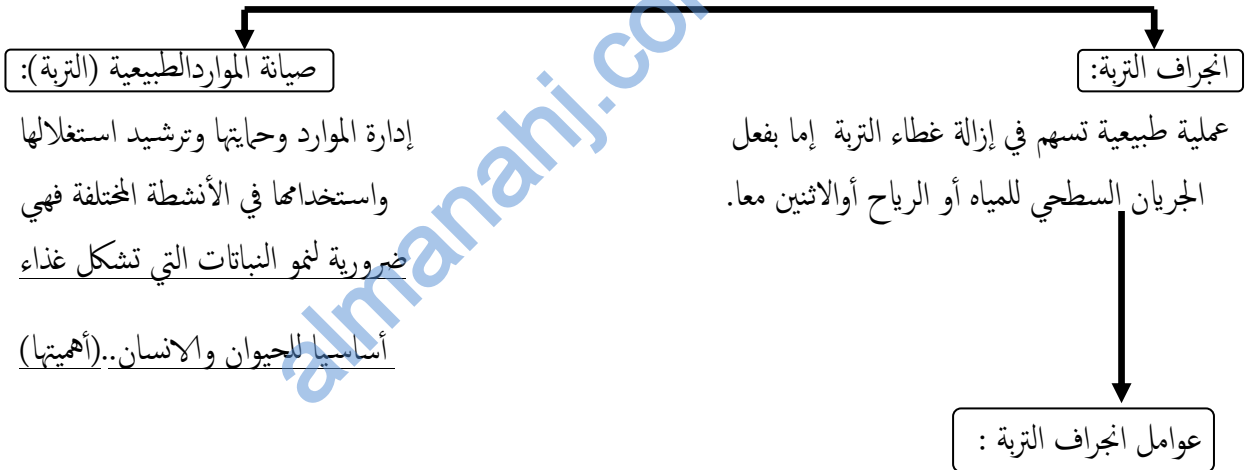 انجراف التربة:
عملية طبيعية تسهم في إزالة غطاء التربة إما بفعل
الجريان السطحي للمياه أو الرياح أوالاثنين معا.
عوامل انجراف التربة :
صيانة المواردالطبيعية (التربة):
إدارة الموارد وحمايتها وترشيد استغلالها
واستخدامها في الأنشطة المختلفة فهي
ضرورية لنمو النباتات التي تشكل غذاء
أساسيا للحيوان والانسان..(أهميتها)
almanahj.co